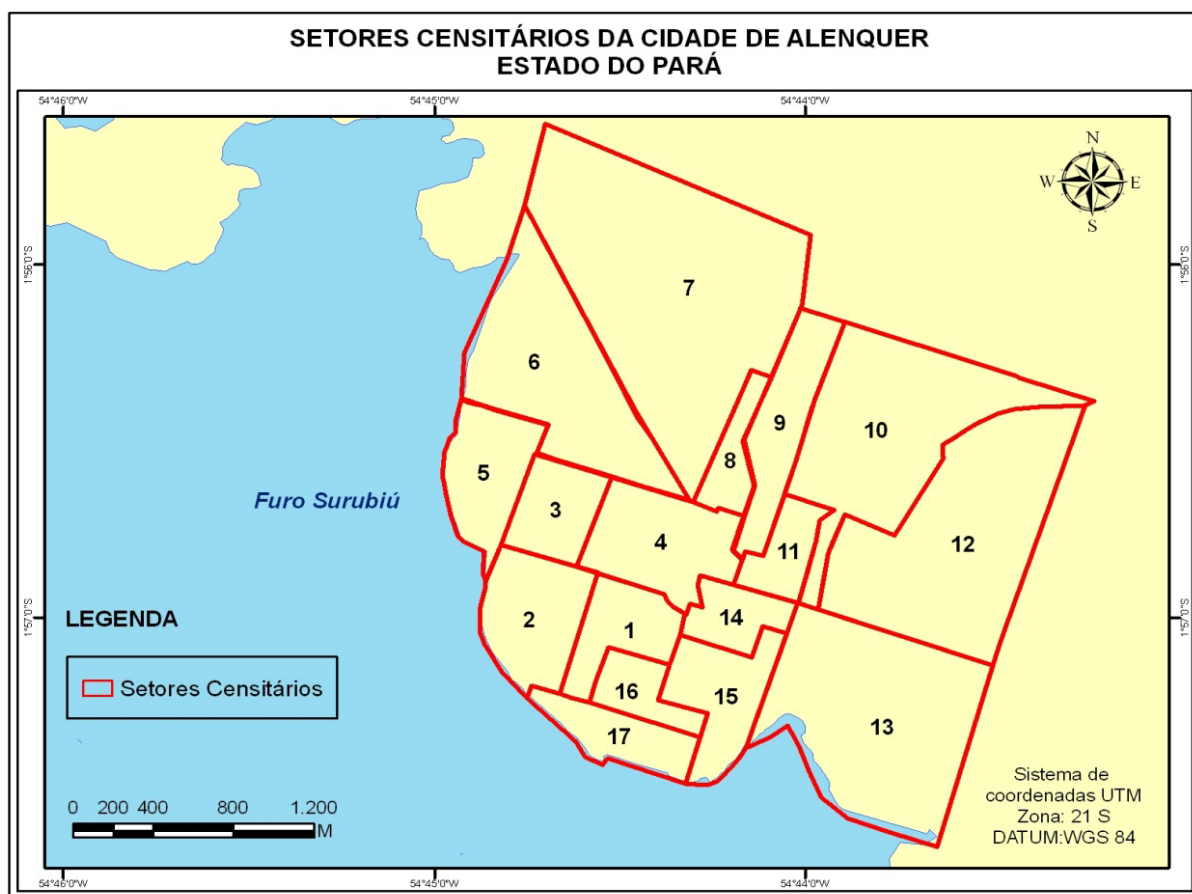 SETORES CENSITÁRIOS DA CIDADE DE ALENQUER
ESTADO DO PARÁ
54°46'0"W
54°45'0"W
54°44'0"W
N
W
E
S
1°56'0"S
1°56'0"S
7
6
9
10
8
5
3
Furo Surubiú
4
11
12
1°57'0"S
1°57'0"S
LEGENDA
2
1
14
Setores Censitários
16
15
17
13
Sistema de
coordenadas UTM
Zona: 21 S
DATUM:WGS 84
0 200 400 800 1.200
M
54°46'0"W
54°45'0"W
54°44'0"W